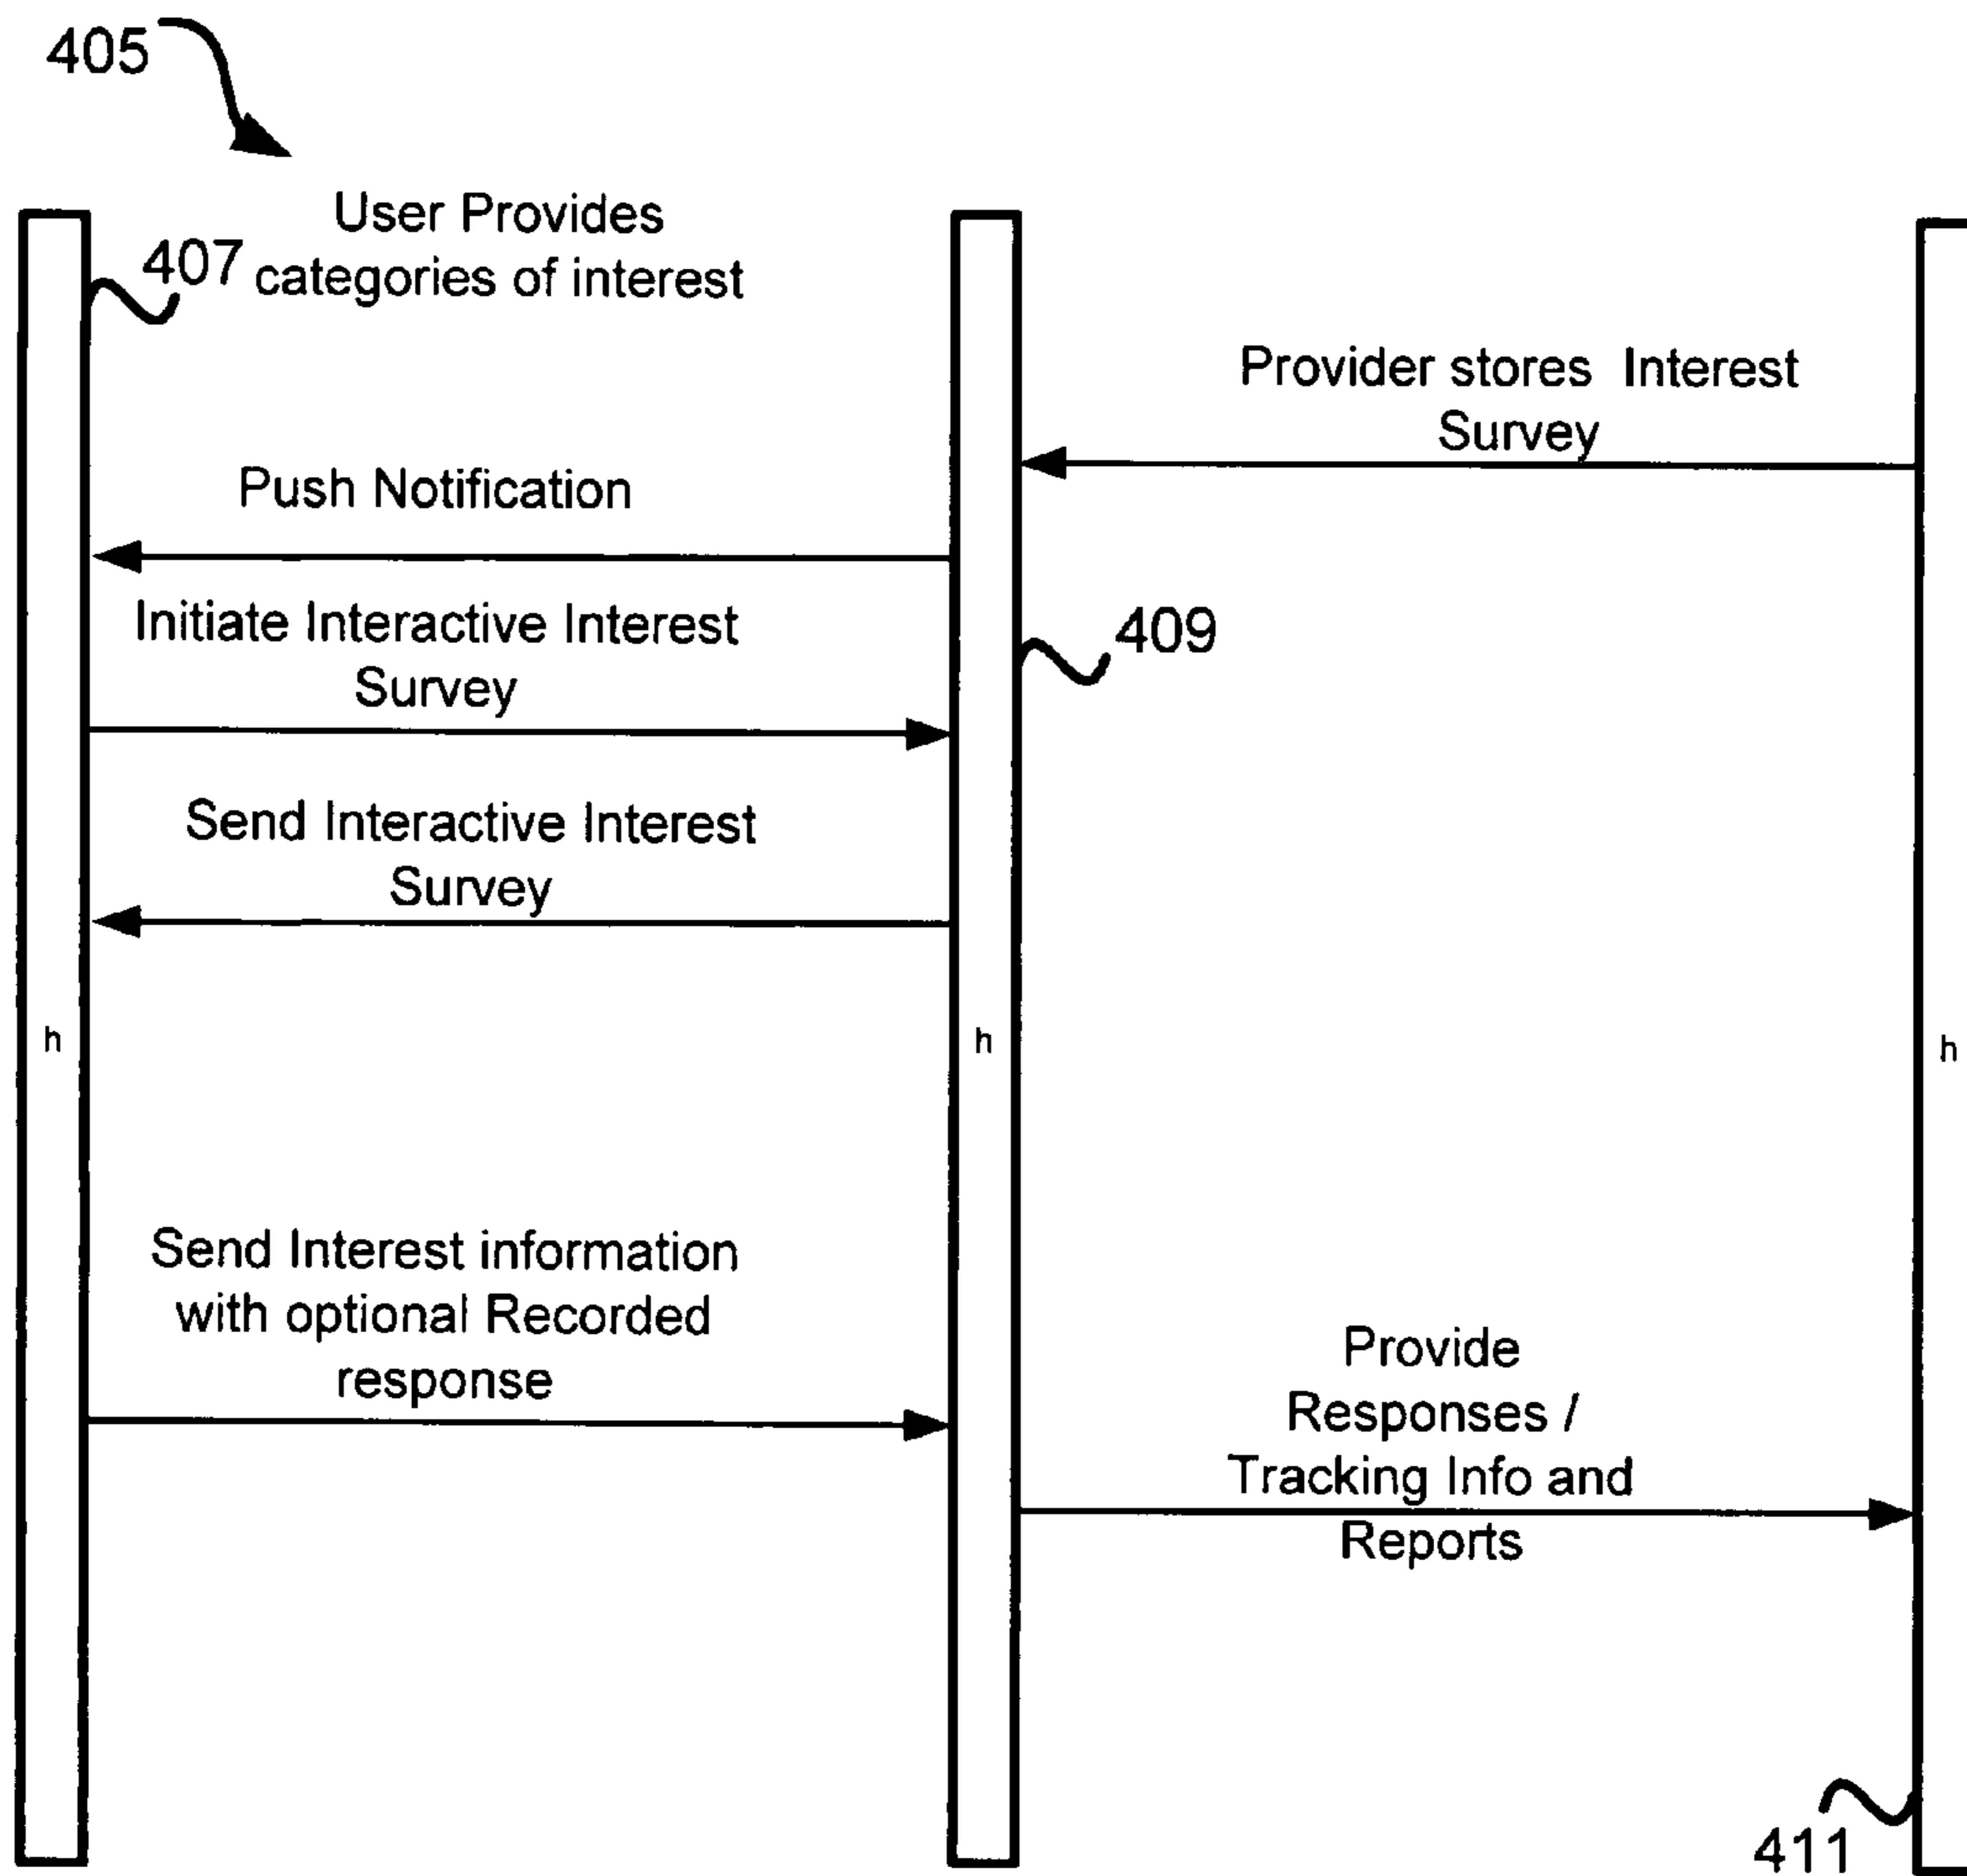 405
User Provides
407 categories of interest
Provider stores Interest
Survey
Push Notification
Initiate Interactive Interest
Survey
409
Send Interactive Interest
Survey
h
h
h
Send Interest information
with optional Recorded
response
Provide
Responses /
Tracking Info and
Reports
411